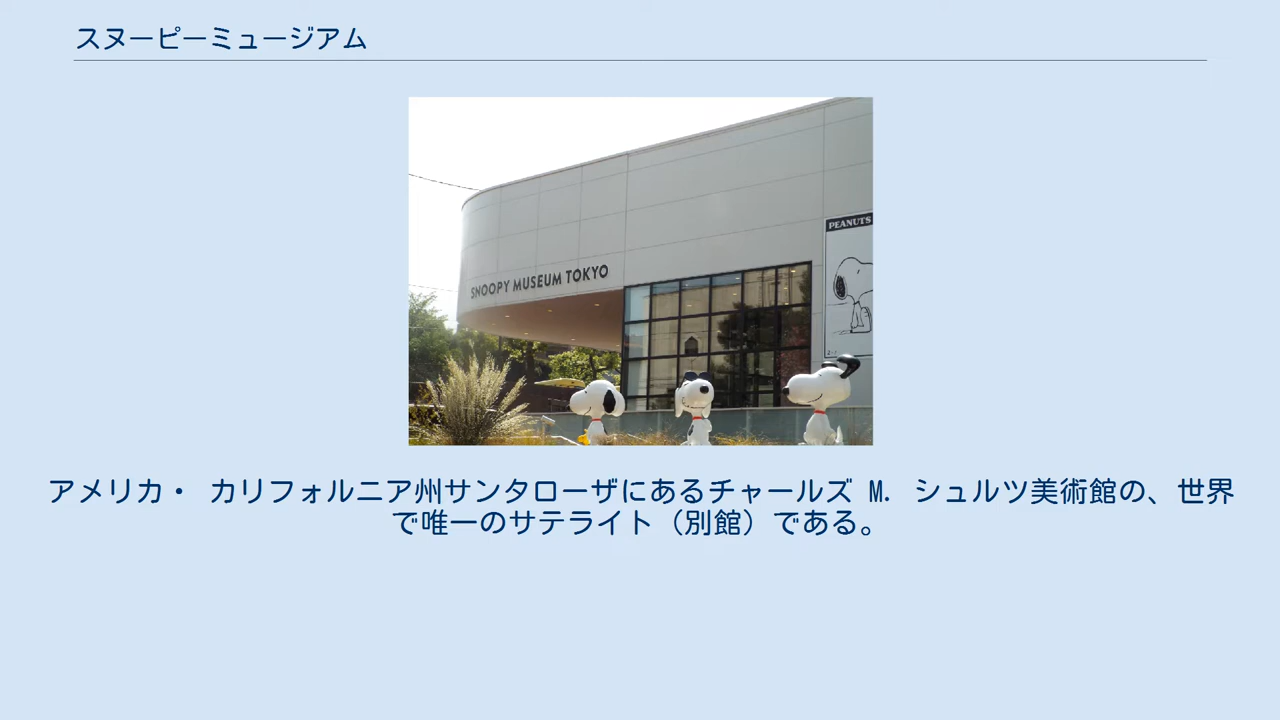 スヌーピーミュージアム
SNOOPY MUSEUM TOKYO
PEANUTS
アメリカ・ カリフォルニア州サンタローザにあるチャールズ M. シュルツ美術館の、世界
で唯一のサテライト（別館）である。